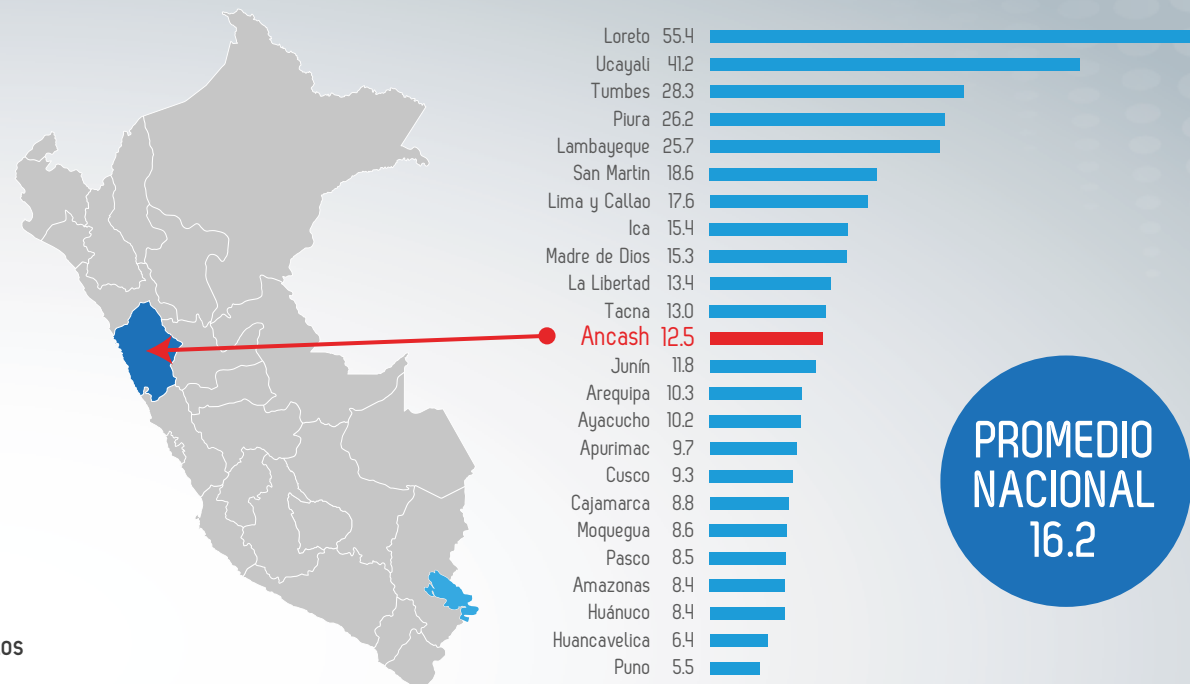 Loreto 55.4
Ucayali 41.2
Tumbes 28.3
Piura 26.2
Lambayeque 25.7
San Martin 18.6
Lima y Callao 17.6
Ica 15.4
Madre de Dios 15.3
La Libertad 13.4
Tacna 13.0
Ancash 12.5
Junín 11.8
Arequipa 10.3
Ayacucho 10.2
Apurimac 9.7
Cusco 9.3
Cajamarca 8.8
Moquegua 8.6
Pasco 8.5
Amazonas 8.4
Huánuco 8.4
Huancavelica 6.4
Puno 5.5
PROMEDIO
NACIONAL
16.2
os